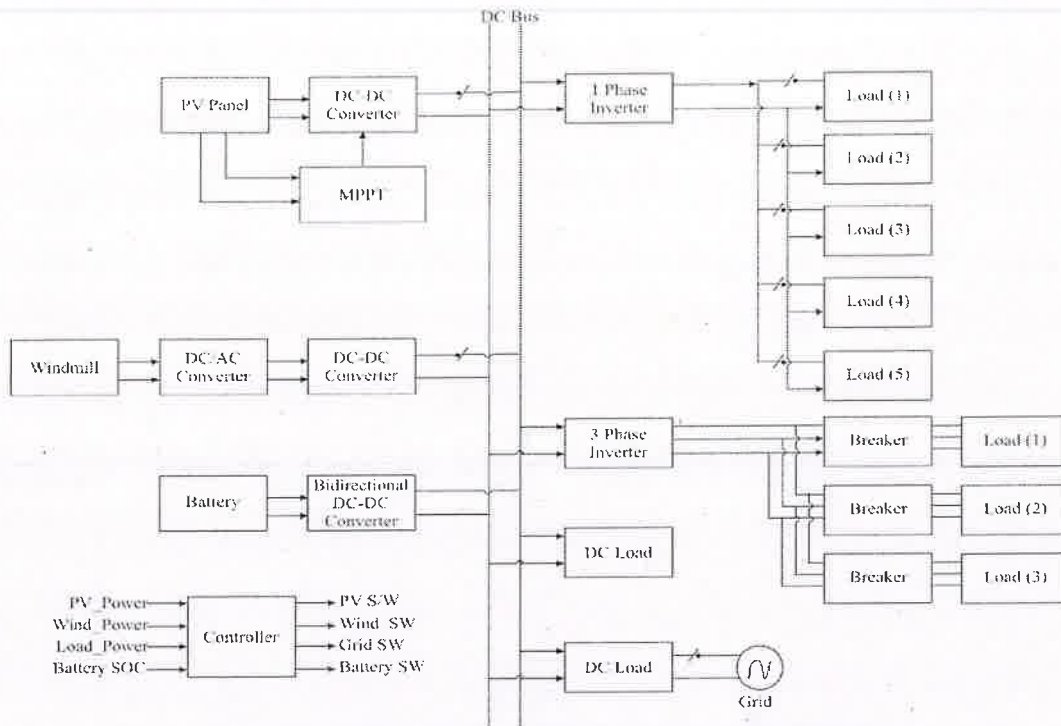 DC Bus
PV Panel
DC-DC
Converter
MPPT
1 Phase
Inverter
Load (1)
Load (2)
Load (3)
Load (4)
Load (5)
Windmill
DC/AC
Converter
DC-DC
Converter
3 Phase
Inverter
Breaker
Load (1)
Battery
Bidirectional
DC-DC
Converter
Breaker
Load (2)
DC Load
Breaker
Load (3)
PV_Power
Wind_Power
Load_Power
Battery SOC
Controller
PV S/W
Wind_SW
Grid SW
Battery SW
DC Load
Grid